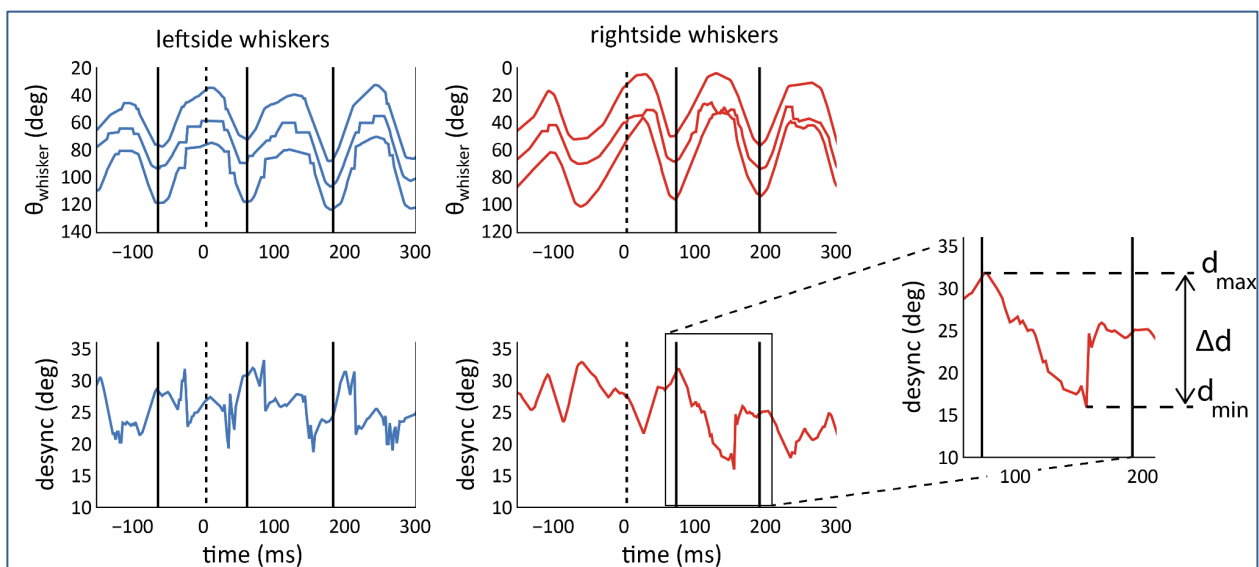 leftside whiskers
rightside whiskers
θwhisker (deg)
20
40
60
80
100
120
140
−100 0 100 200 300
θwhisker (deg)
0
20
40
60
80
100
120
−100 0 100 200 300
desync (deg)
35
30
25
20
15
10
−100 0 100 200 300
time (ms)
desync (deg)
35
30
25
20
15
10
−100 0 100 200 300
time (ms)
desync (deg)
35
30
25
20
15
10
100 200
dmax
Δd
dmin